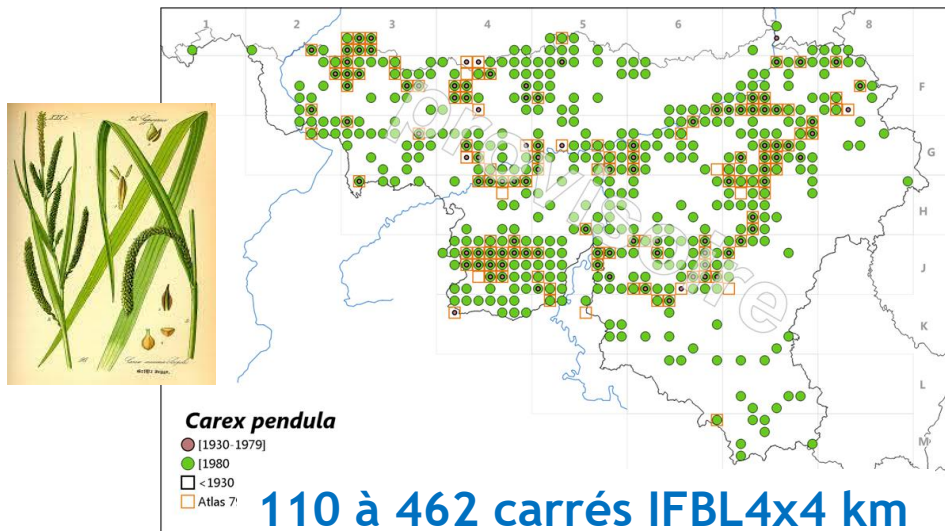 1 2 3 4 5 6 7 8
F
G
H
J
K
L
M
provisoire
Carex pendula
[1930-1979]
[1980
<1930
Atlas 7
110 à 462 carrés IFBL4x4 km